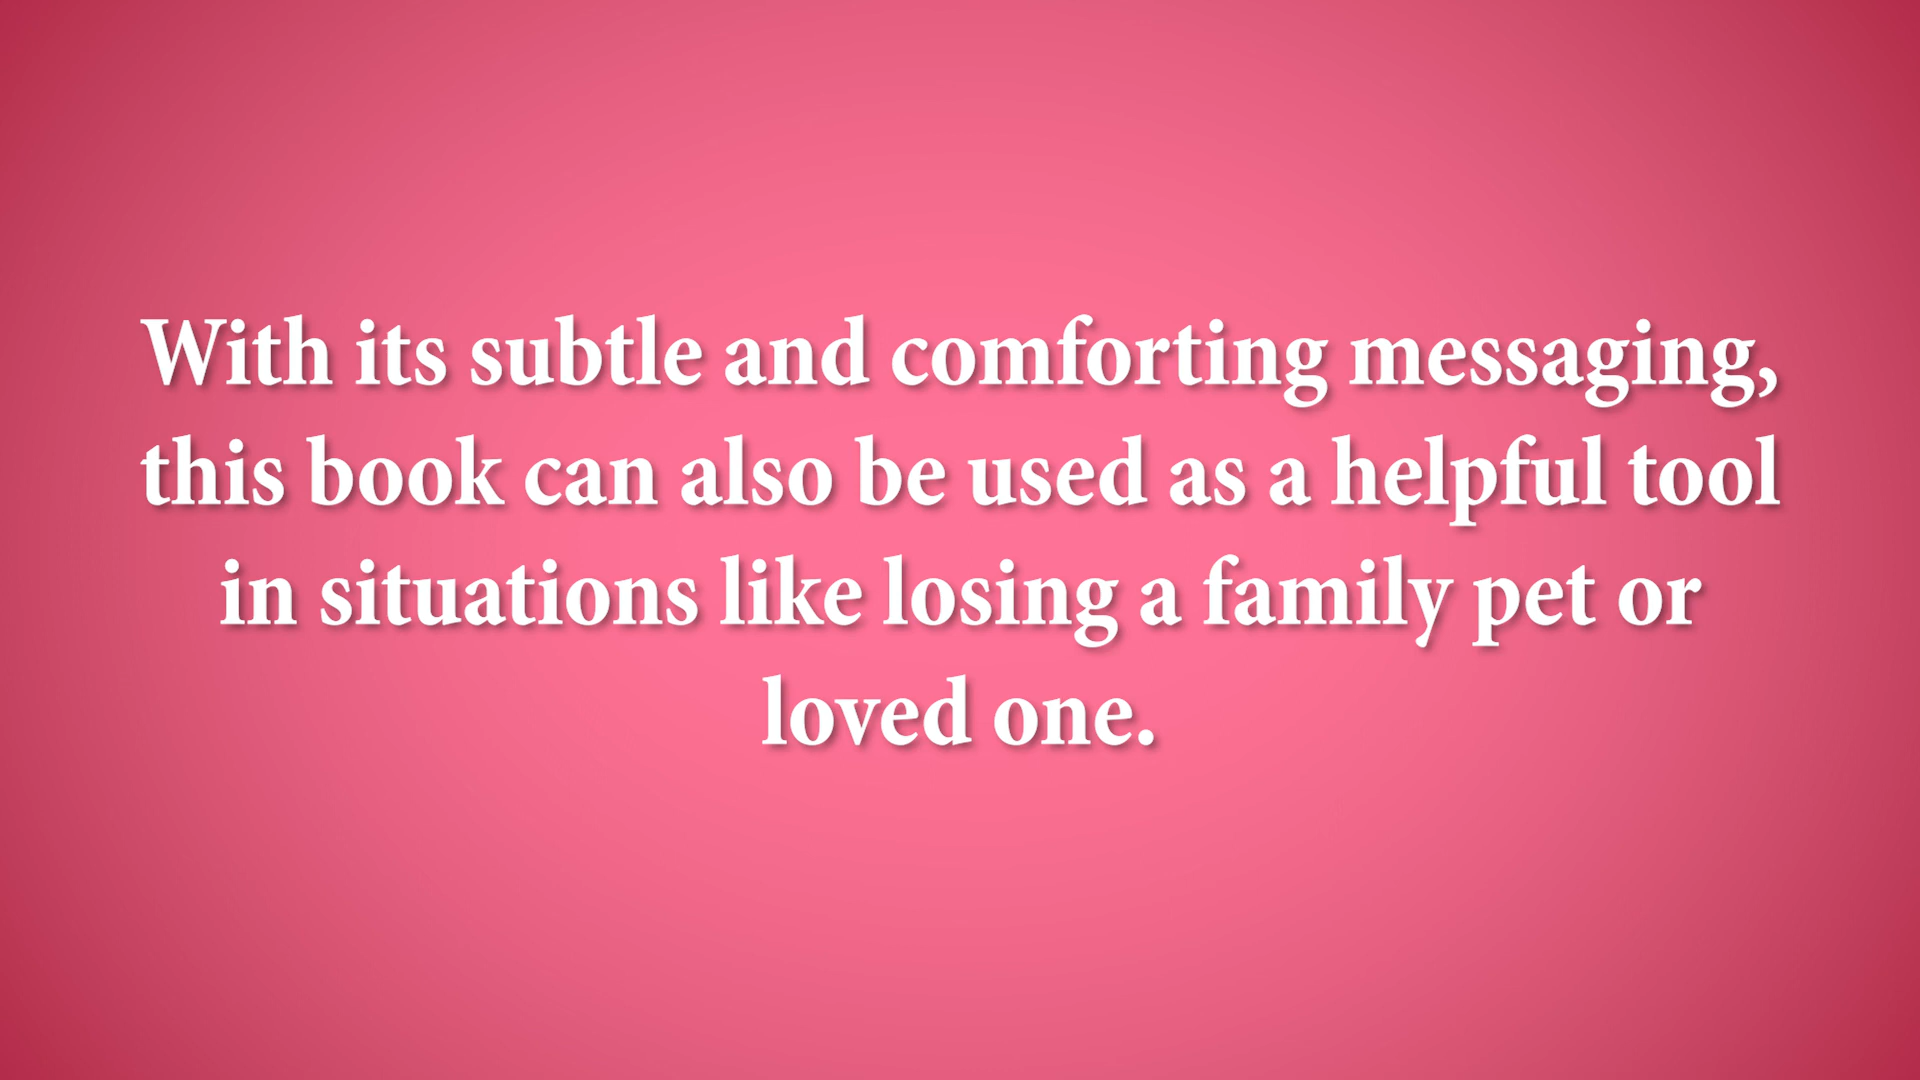 With its subtle and comforting messaging,
this book can also be used as a helpful tool
in situations like losing a family pet or
loved one.